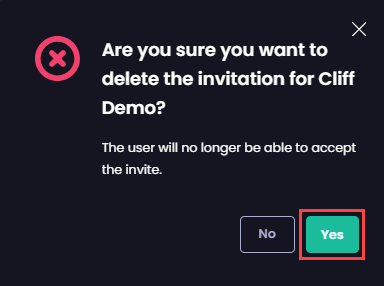 Are you sure you want to
delete the invitation for Cliff
Demo?
The user will no longer be able to accept
the invite.
No
Yes